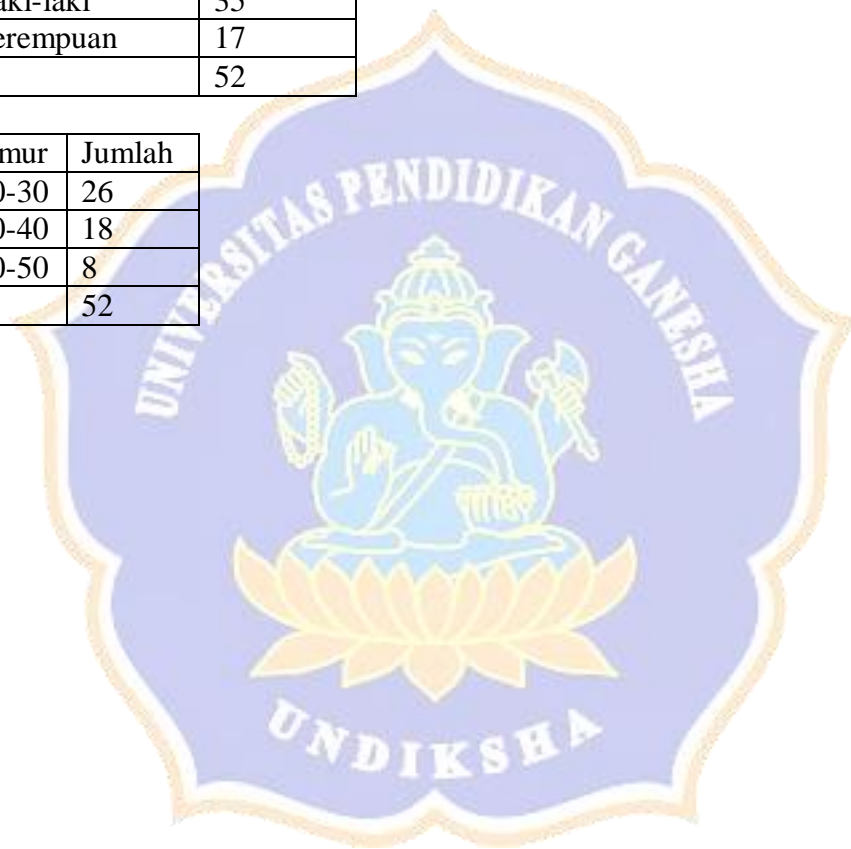 aki-laki 35
erempuan 17
52
mur Jumlah
0-30 26
0-40 18
0-50 8
52
UNIVERSITAS PENDIDIKAN GANESHA
UNDIKSHA